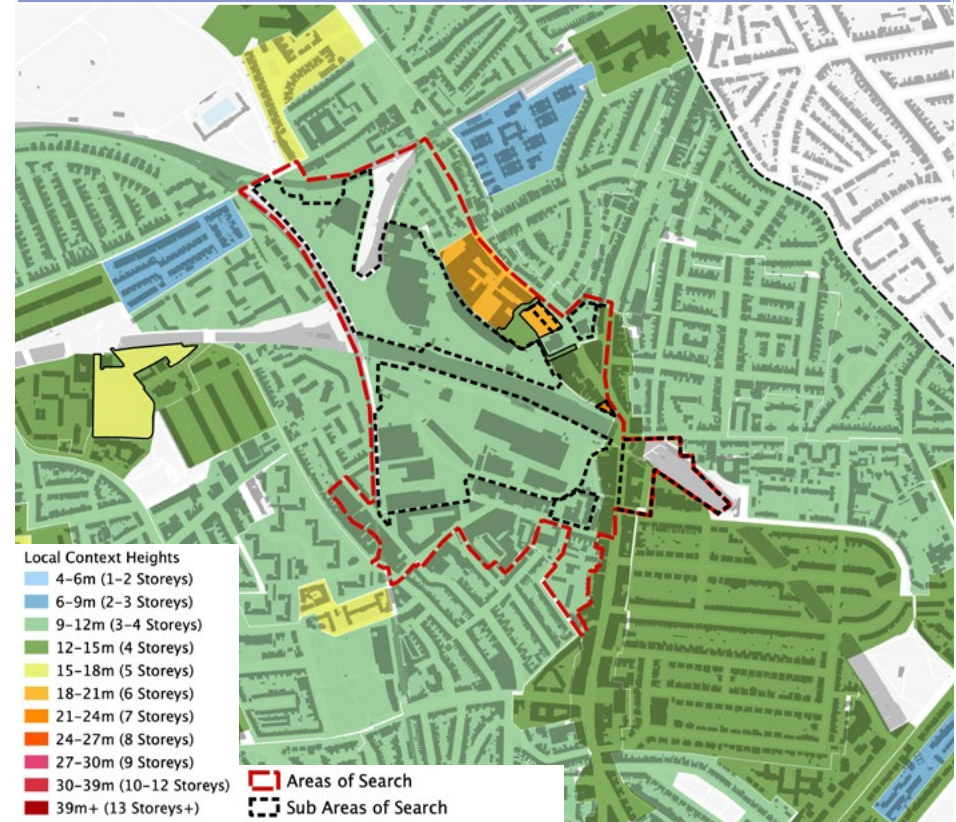 Local Context Heights
4–6m (1–2 Storeys)
6–9m (2–3 Storeys)
9–12m (3–4 Storeys)
12–15m (4 Storeys)
15–18m (5 Storeys)
18–21m (6 Storeys)
21–24m (7 Storeys)
24–27m (8 Storeys)
27–30m (9 Storeys)
30–39m (10–12 Storeys)
39m+ (13 Storeys+)
Areas of Search
Sub Areas of Search